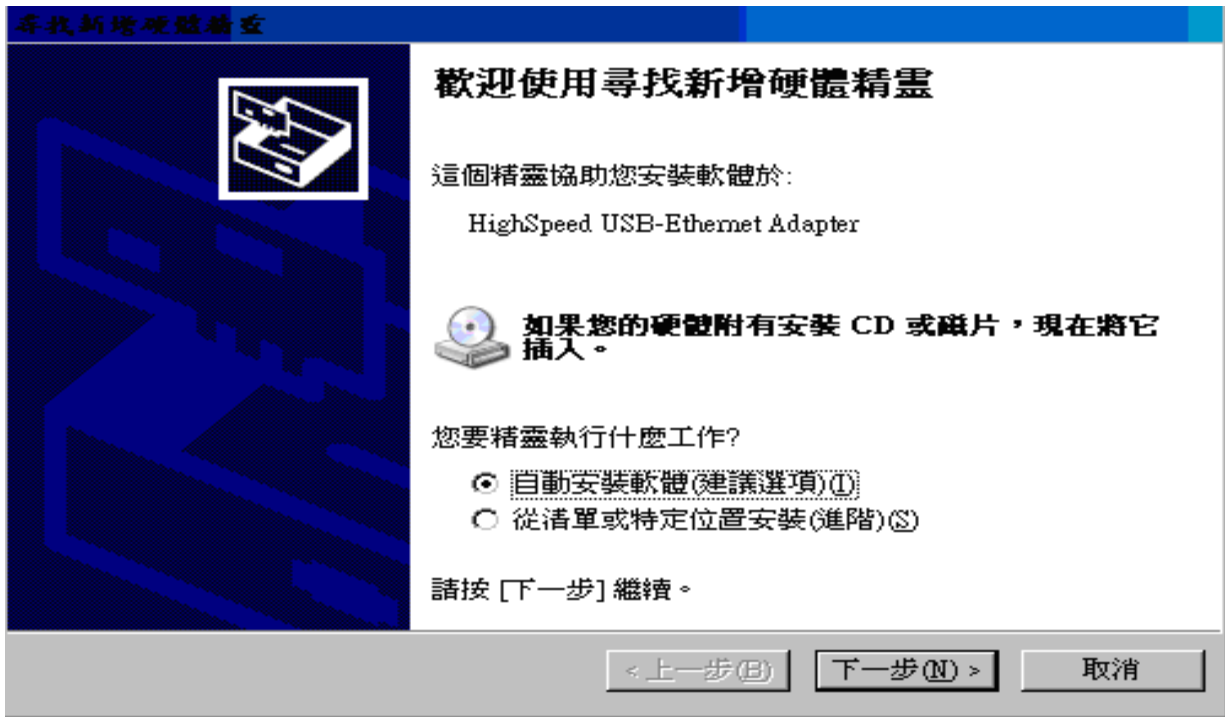 尋找新增硬體精靈
歡迎使用尋找新增硬體精靈
這個精靈協助您安裝軟體於:
HighSpeed USB-Ethernet Adapter
如果您的硬體附有安裝 CD 或磁片，現在將它
插入。
您要精靈執行什麼工作?
自動安裝軟體(建議選項)(I)
從清單或特定位置安裝(進階)(S)
請按 [下一步] 繼續。
<上一步(B)
下一步(N) >
取消